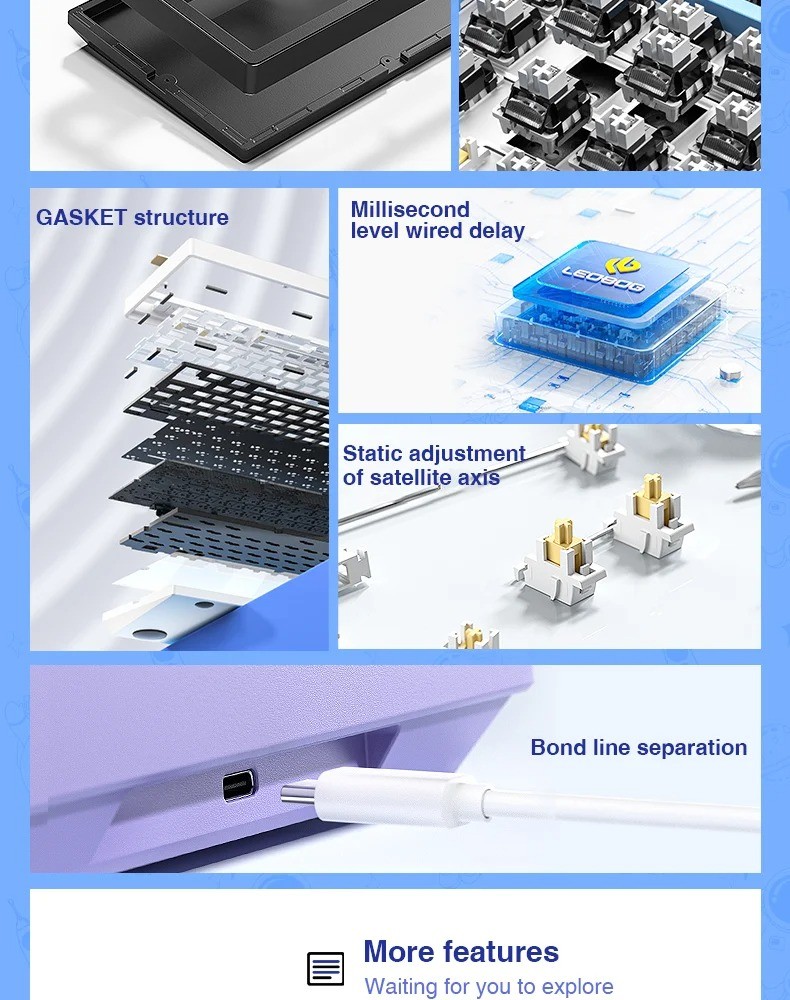 GASKET structure
Millisecond
level wired delay
LEOBOG
Static adjustment
of satellite axis
Bond line separation
More features
Waiting for you to explore